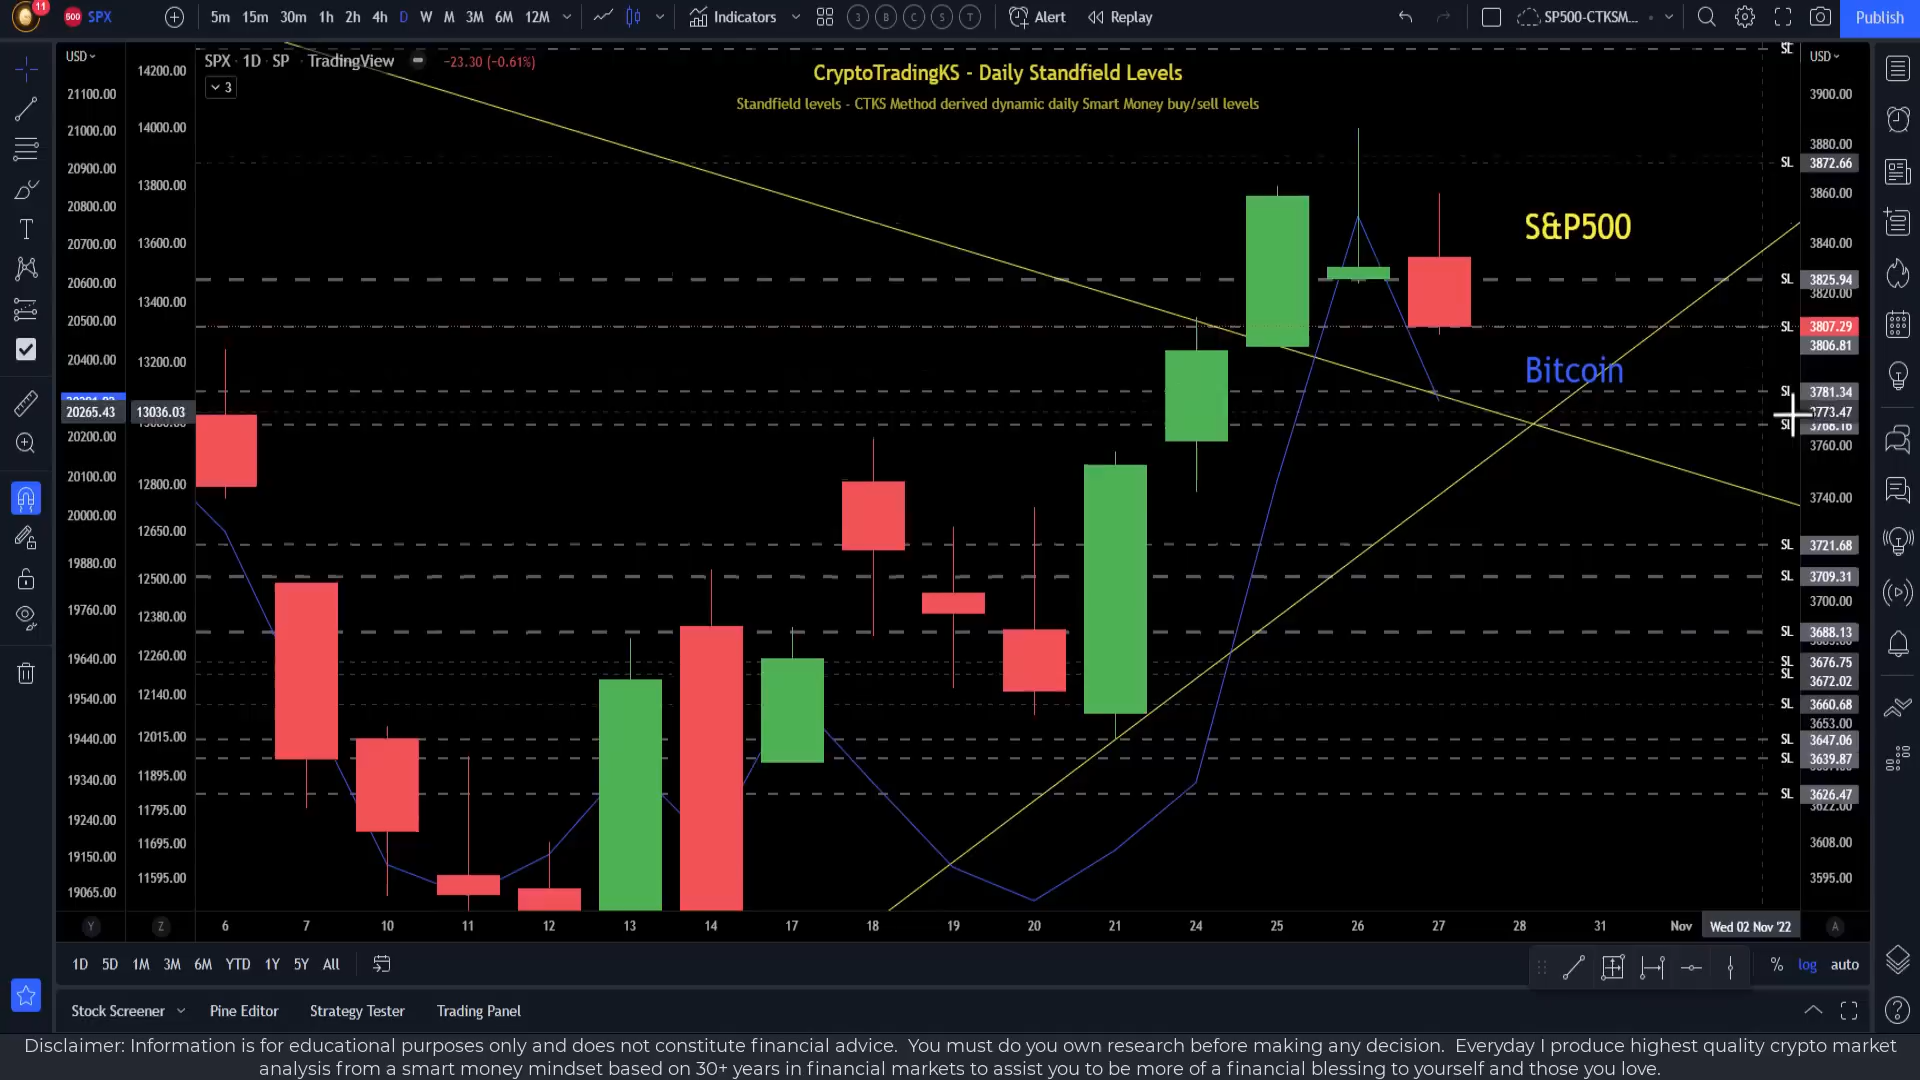 11
500 SPX
5m 15m 30m 1h 2h 4h D W M 3M 6M 12M
Indicators
3 B C S T
Alert
Replay
SP500-CTKSM...
Publish
SPX · 1D · SP · TradingView
−23.30 (−0.61%)
3
CryptoTradingKS - Daily Standfield Levels
Standfield levels - CTKS Method derived dynamic daily Smart Money buy/sell levels
S&P500
Bitcoin
USD
21100.00
21000.00
20900.00
20800.00
20700.00
20600.00
20500.00
20400.00
20265.43
20200.00
20100.00
20000.00
19880.00
19760.00
19640.00
19540.00
19440.00
19340.00
19240.00
19150.00
19065.00
Y
14200.00
14000.00
13800.00
13600.00
13400.00
13200.00
13036.03
12800.00
12650.00
12500.00
12380.00
12260.00
12140.00
12015.00
11895.00
11795.00
11695.00
11595.00
Z
USD
SL
3900.00
3880.00
SL 3872.66
3860.00
3840.00
SL 3825.94
3820.00
SL 3807.29
3806.81
SL 3781.34
3773.47
3768.16
3760.00
3740.00
SL 3721.68
SL 3709.31
3700.00
SL 3688.13
SL 3676.75
SL 3672.02
SL 3660.68
3653.00
SL 3647.06
SL 3639.87
SL 3626.47
3622.00
3608.00
3595.00
A
6 7 10 11 12 13 14 17 18 19 20 21 24 25 26 27 28 31 Nov Wed 02 Nov '22
1D 5D 1M 3M 6M YTD 1Y 5Y All
% log auto
Stock Screener Pine Editor Strategy Tester Trading Panel
Disclaimer: Information is for educational purposes only and does not constitute financial advice. You must do you own research before making any decision. Everyday I produce highest quality crypto market
analysis from a smart money mindset based on 30+ years in financial markets to assist you to be more of a financial blessing to yourself and those you love.